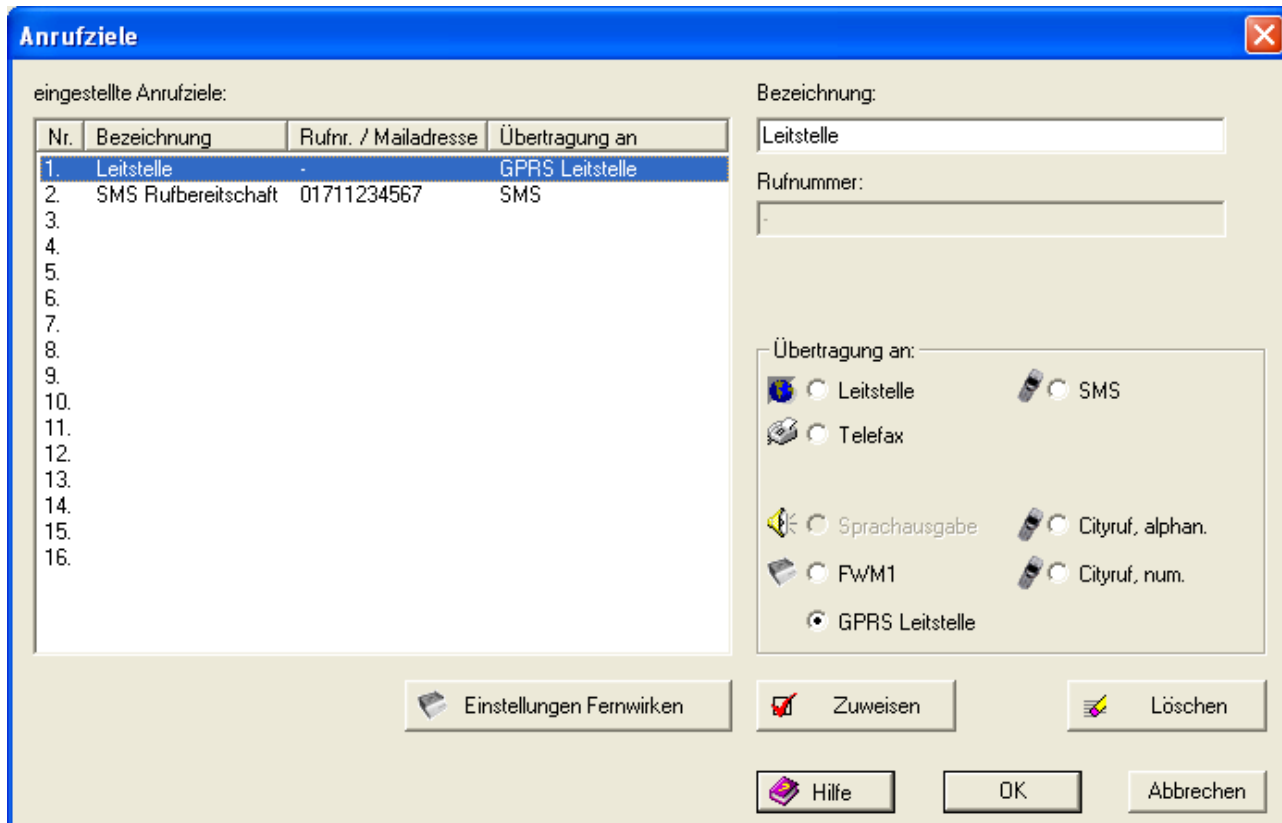 Anrufziele
eingestellte Anrufziele:
Nr. Bezeichnung Rufnr. / Mailadresse Übertragung an
1. Leitstelle - GPRS Leitstelle
2. SMS Rufbereitschaft 01711234567 SMS
3.
4.
5.
6.
7.
8.
9.
10.
11.
12.
13.
14.
15.
16.
Einstellungen Fernwirken
Bezeichnung:
Leitstelle
Rufnummer:
-
Übertragung an:
Leitstelle SMS
Telefax
Sprachausgabe Cityruf, alphan.
FWM1 Cityruf, num.
GPRS Leitstelle
Zuweisen Löschen
Hilfe OK Abbrechen